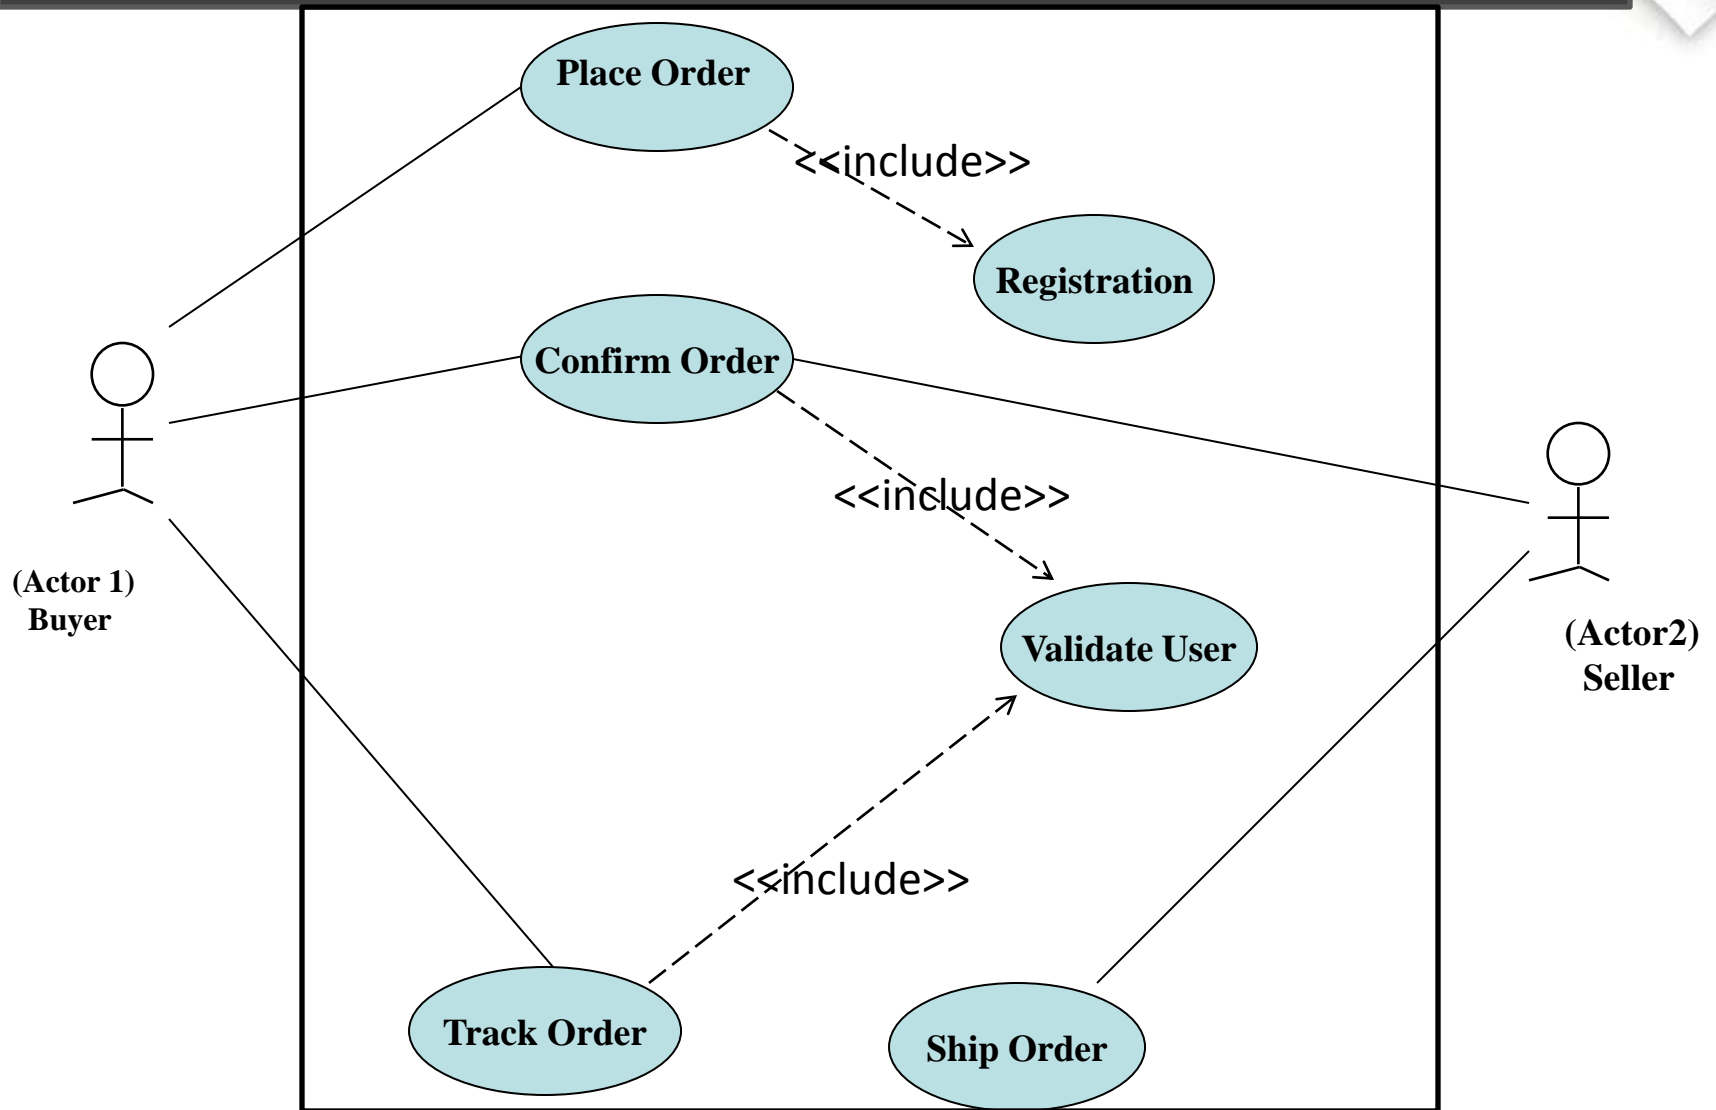 Place Order
<<include>>
Registration
Confirm Order
<<include>>
(Actor 1)
Buyer
Validate User
(Actor2)
Seller
<<include>>
Track Order
Ship Order